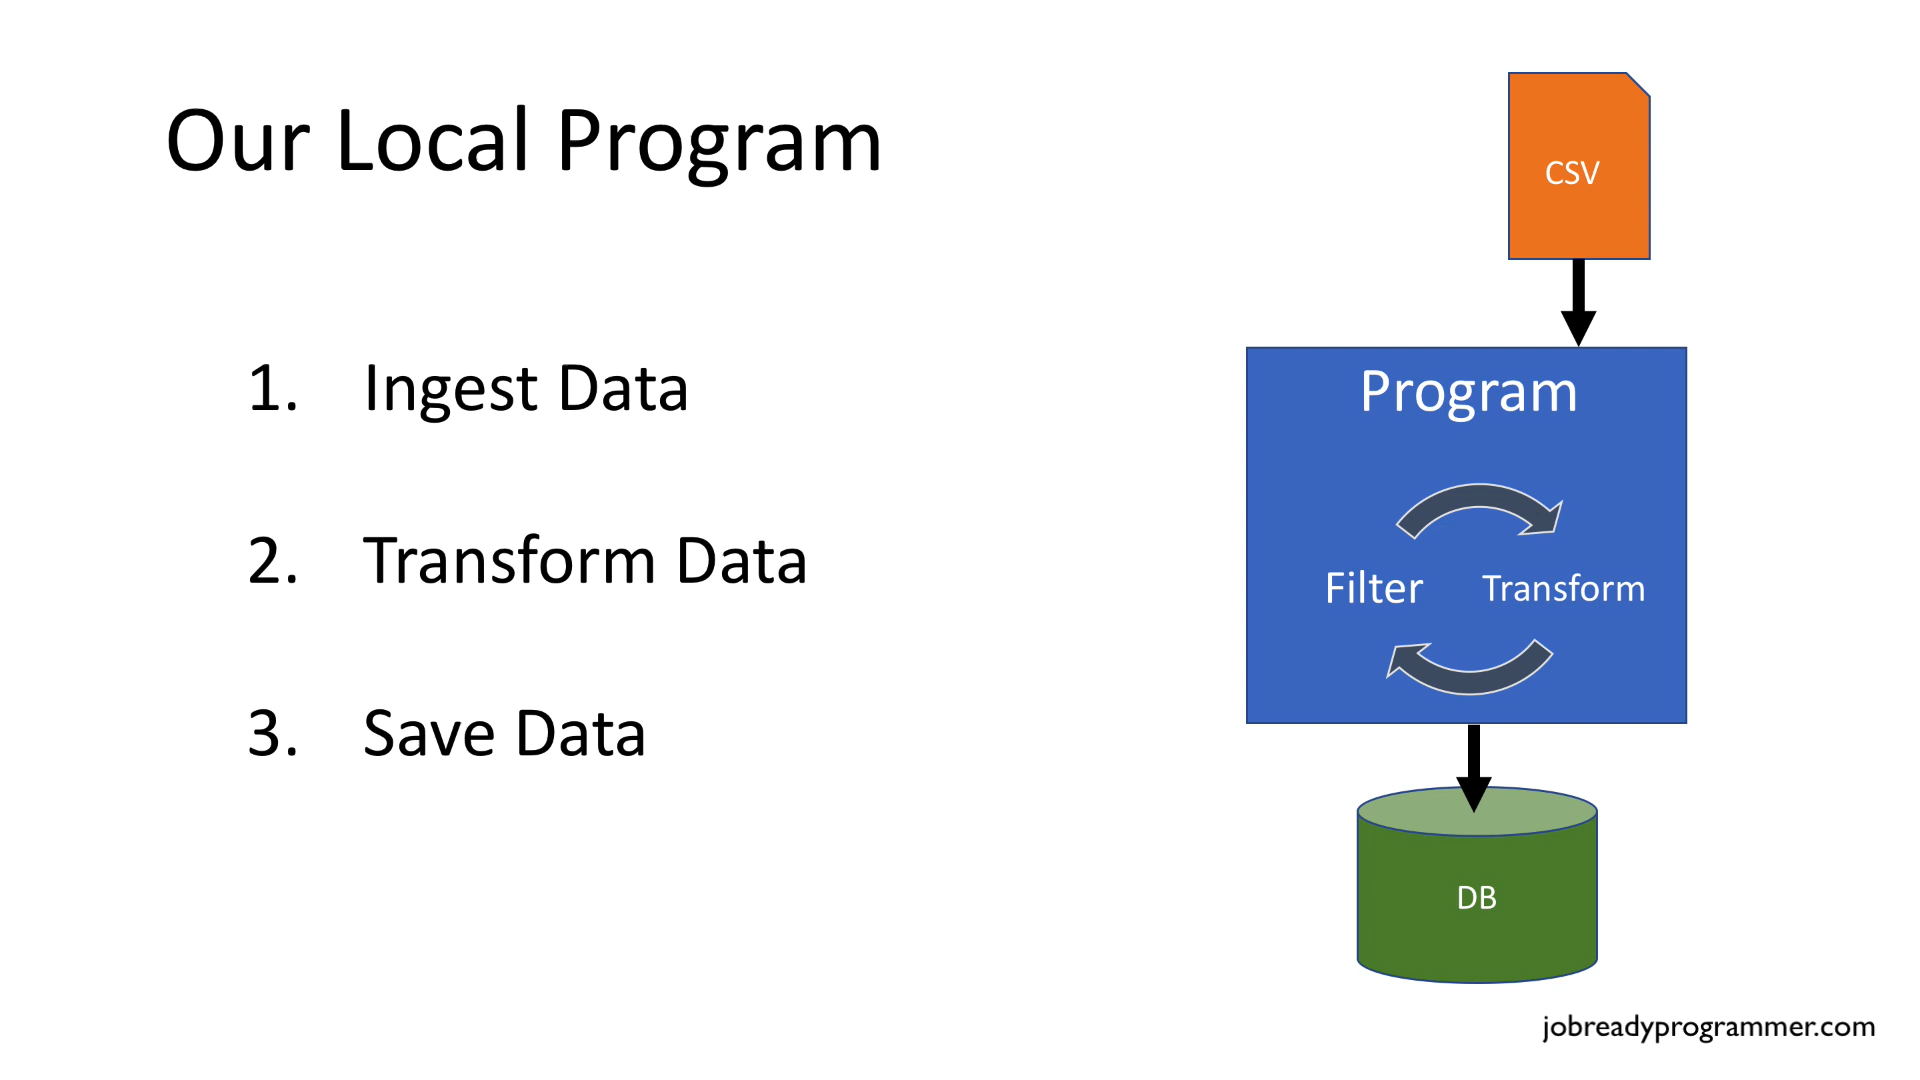 Our Local Program
1. Ingest Data
2. Transform Data
3. Save Data
CSV
Program
Filter
Transform
DB
jobreadyprogrammer.com